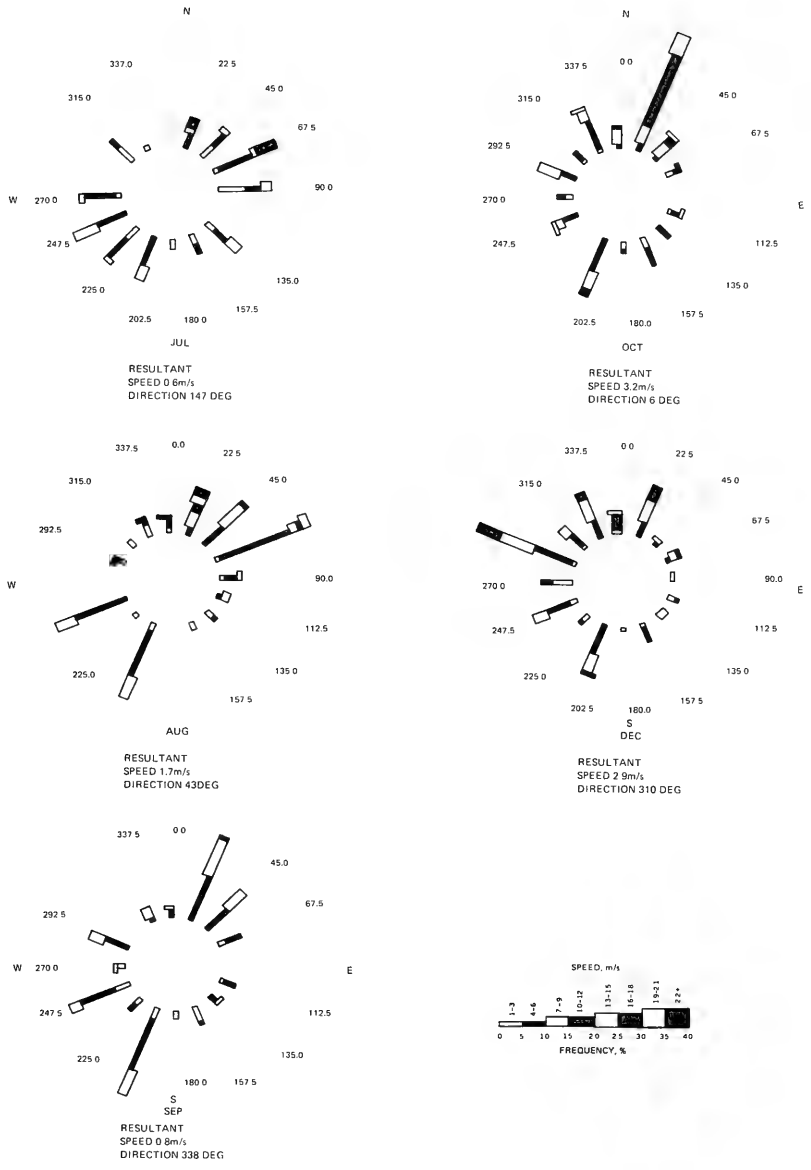 N
337.0
22 5
315 0
45.0
67 5
W
270 0
90.0
247 5
225.0
135.0
202.5
180 0
157.5
JUL
RESULTANT
SPEED 0 6m/s
DIRECTION 147 DEG
N
337 5
0 0
315.0
45 0
292.5
67 5
270.0
E
247.5
112.5
135.0
202.5
180.0
157 5
OCT
RESULTANT
SPEED 3.2m/s
DIRECTION 6 DEG
337.5
0.0
22 5
315.0
45.0
292.5
W
90.0
112.5
225.0
135 0
157 5
AUG
RESULTANT
SPEED 1.7m/s
DIRECTION 43DEG
337.5
0 0
22 5
315.0
45.0
67 5
270 0
90.0
E
247.5
112 5
225 0
135.0
202 5
180.0
157 5
S
DEC
RESULTANT
SPEED 2 9m/s
DIRECTION 310 DEG
337 5
0 0
45.0
292 5
67.5
W
270 0
E
247 5
112.5
225 0
135.0
180 0
157 5
S
SEP
RESULTANT
SPEED 0 8m/s
DIRECTION 338 DEG
SPEED, m/s
1-3
4-6
7-9
10-12
13-15
16-18
19-21
22+
0 5 10 15 20 25 30 35 40
FREQUENCY, %